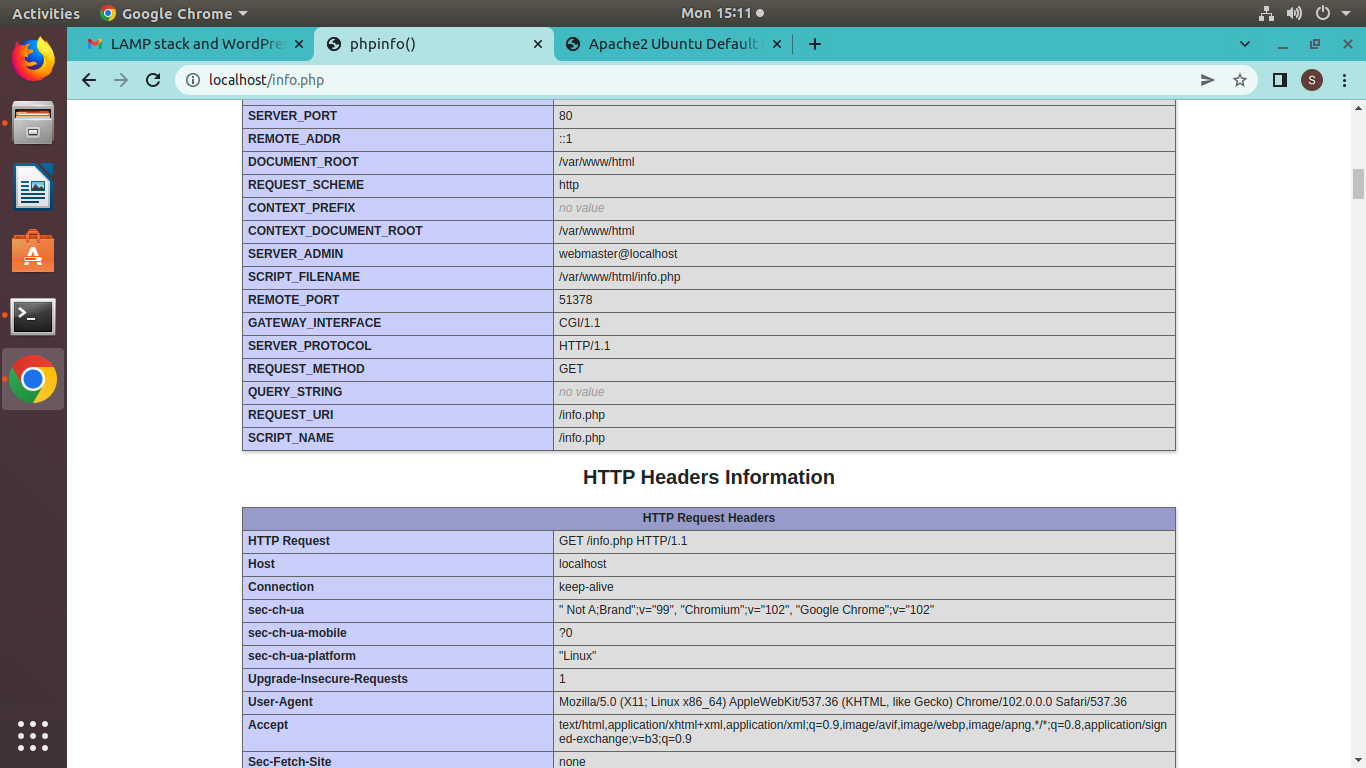 Activities Google Chrome Mon 15:11
LAMP stack and WordPre phpinfo() Apache2 Ubuntu Default
localhost/info.php S
SERVER_PORT 80
REMOTE_ADDR ::1
DOCUMENT_ROOT /var/www/html
REQUEST_SCHEME http
CONTEXT_PREFIX no value
CONTEXT_DOCUMENT_ROOT /var/www/html
SERVER_ADMIN webmaster@localhost
SCRIPT_FILENAME /var/www/html/info.php
REMOTE_PORT 51378
GATEWAY_INTERFACE CGI/1.1
SERVER_PROTOCOL HTTP/1.1
REQUEST_METHOD GET
QUERY_STRING no value
REQUEST_URI /info.php
SCRIPT_NAME /info.php
HTTP Headers Information
HTTP Request Headers
HTTP Request GET /info.php HTTP/1.1
Host localhost
Connection keep-alive
sec-ch-ua " Not A;Brand";v="99", "Chromium";v="102", "Google Chrome";v="102"
sec-ch-ua-mobile ?0
sec-ch-ua-platform "Linux"
Upgrade-Insecure-Requests 1
User-Agent Mozilla/5.0 (X11; Linux x86_64) AppleWebKit/537.36 (KHTML, like Gecko) Chrome/102.0.0.0 Safari/537.36
Accept text/html,application/xhtml+xml,application/xml;q=0.9,image/avif,image/webp,image/apng,*/*;q=0.8,application/sign
ed-exchange;v=b3;q=0.9
Sec-Fetch-Site none